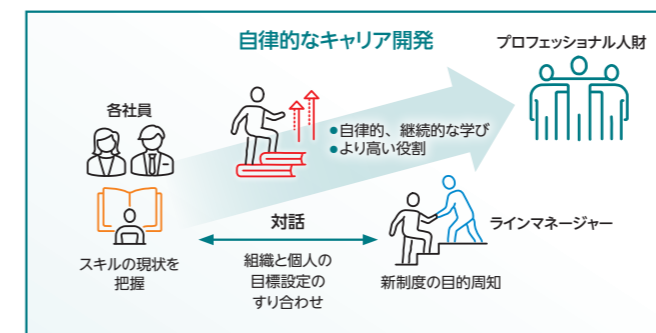 自律的なキャリア開発
プロフェッショナル人財
各社員
●自律的、継続的な学び
●より高い役割
対話
ラインマネージャー
スキルの現状を
把握
組織と個人の
目標設定の
すり合わせ
新制度の目的周知